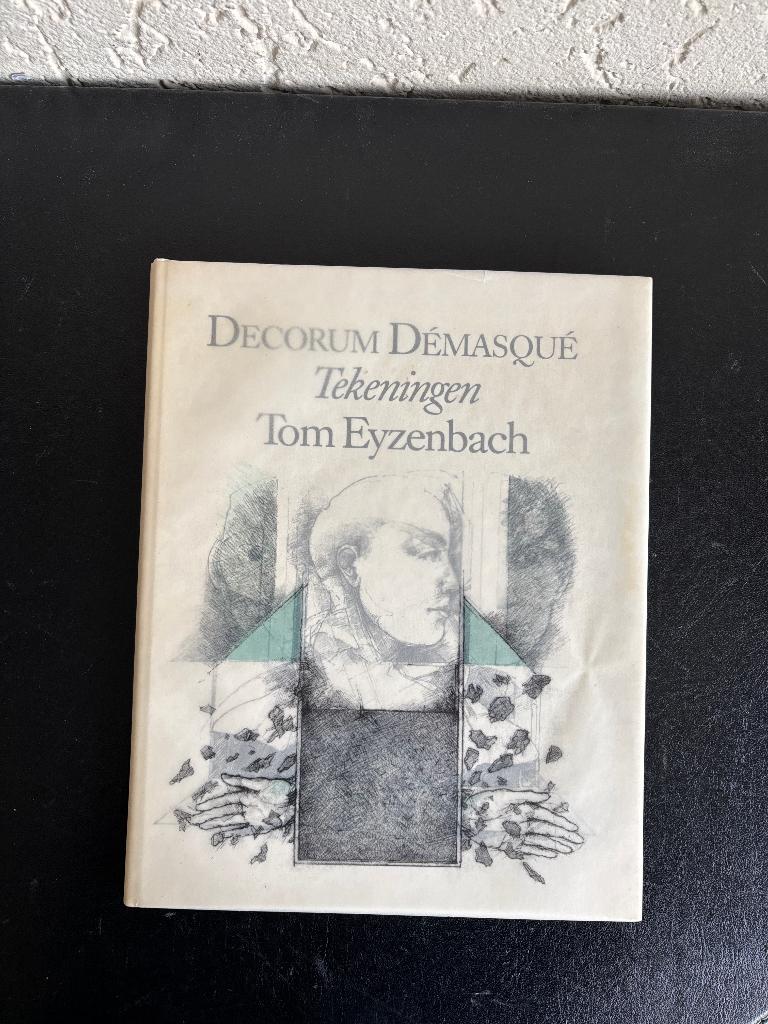 DECORUM DÉMASQUÉ
Tekeningen
Tom Eyzenbach